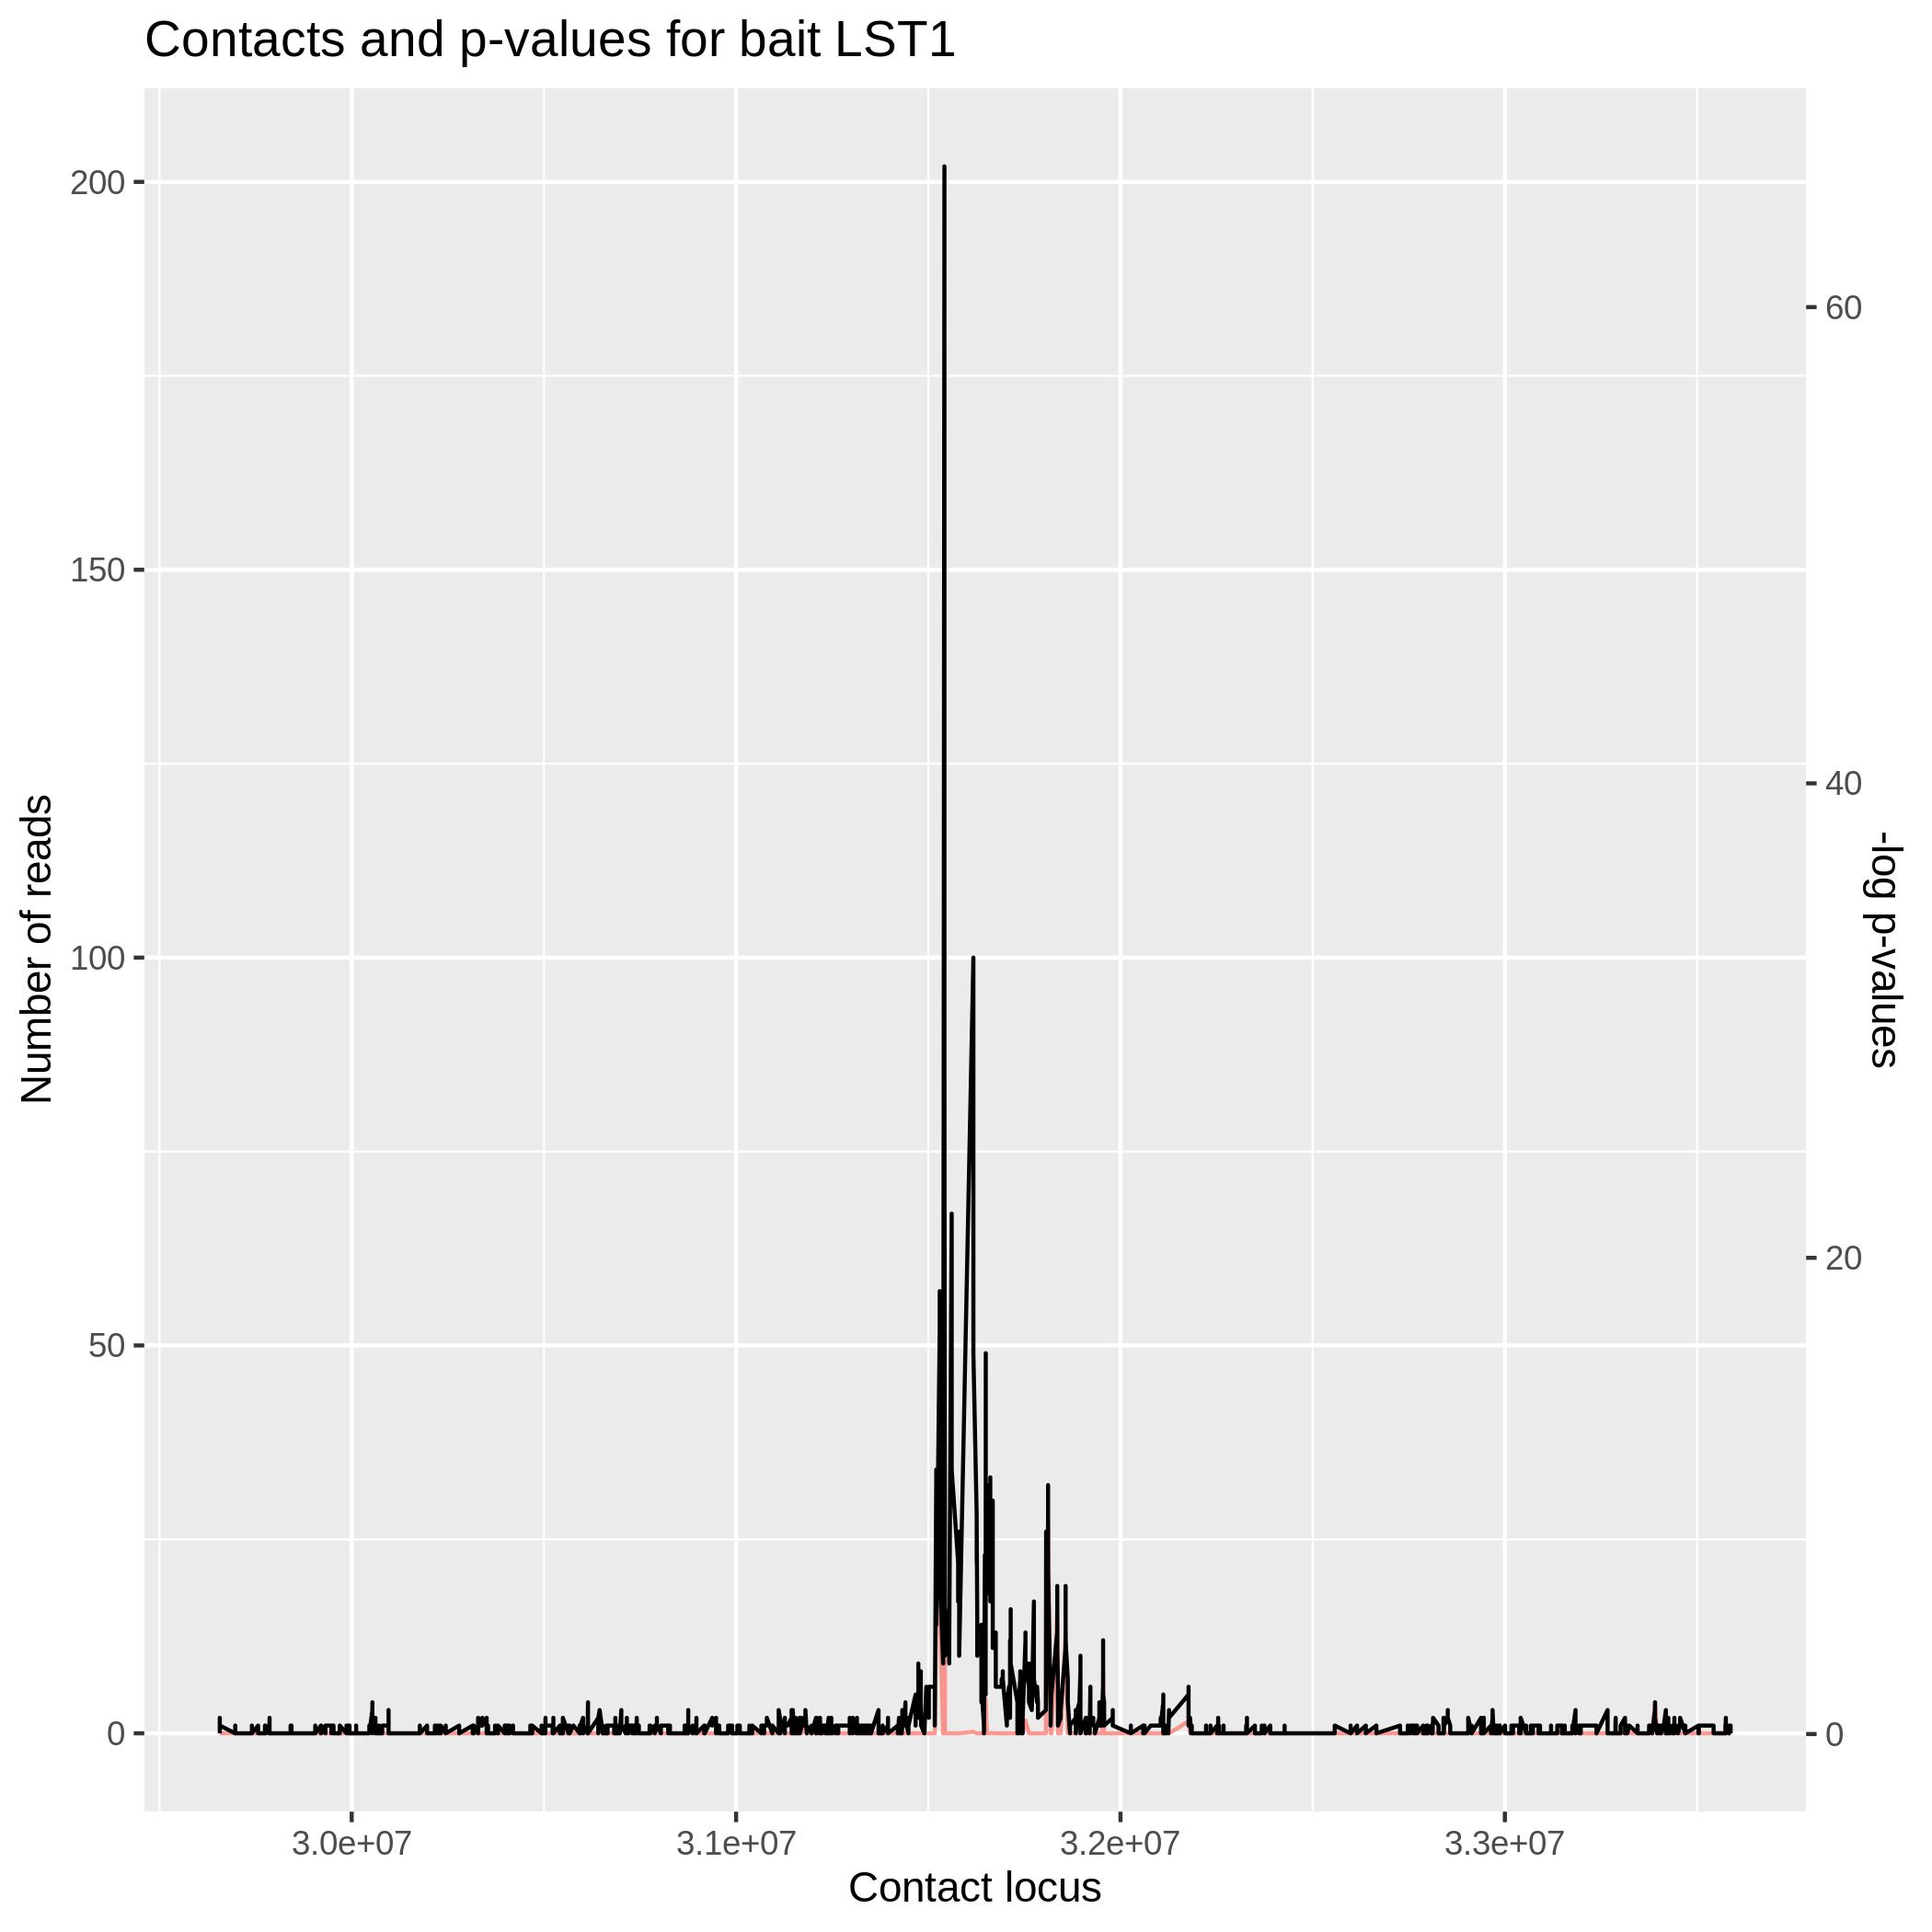 Contacts and p-values for bait LST1
200
150
100
50
0
Number of reads
60
40
20
0
-log p-values
3.0e+07 3.1e+07 3.2e+07 3.3e+07
Contact locus